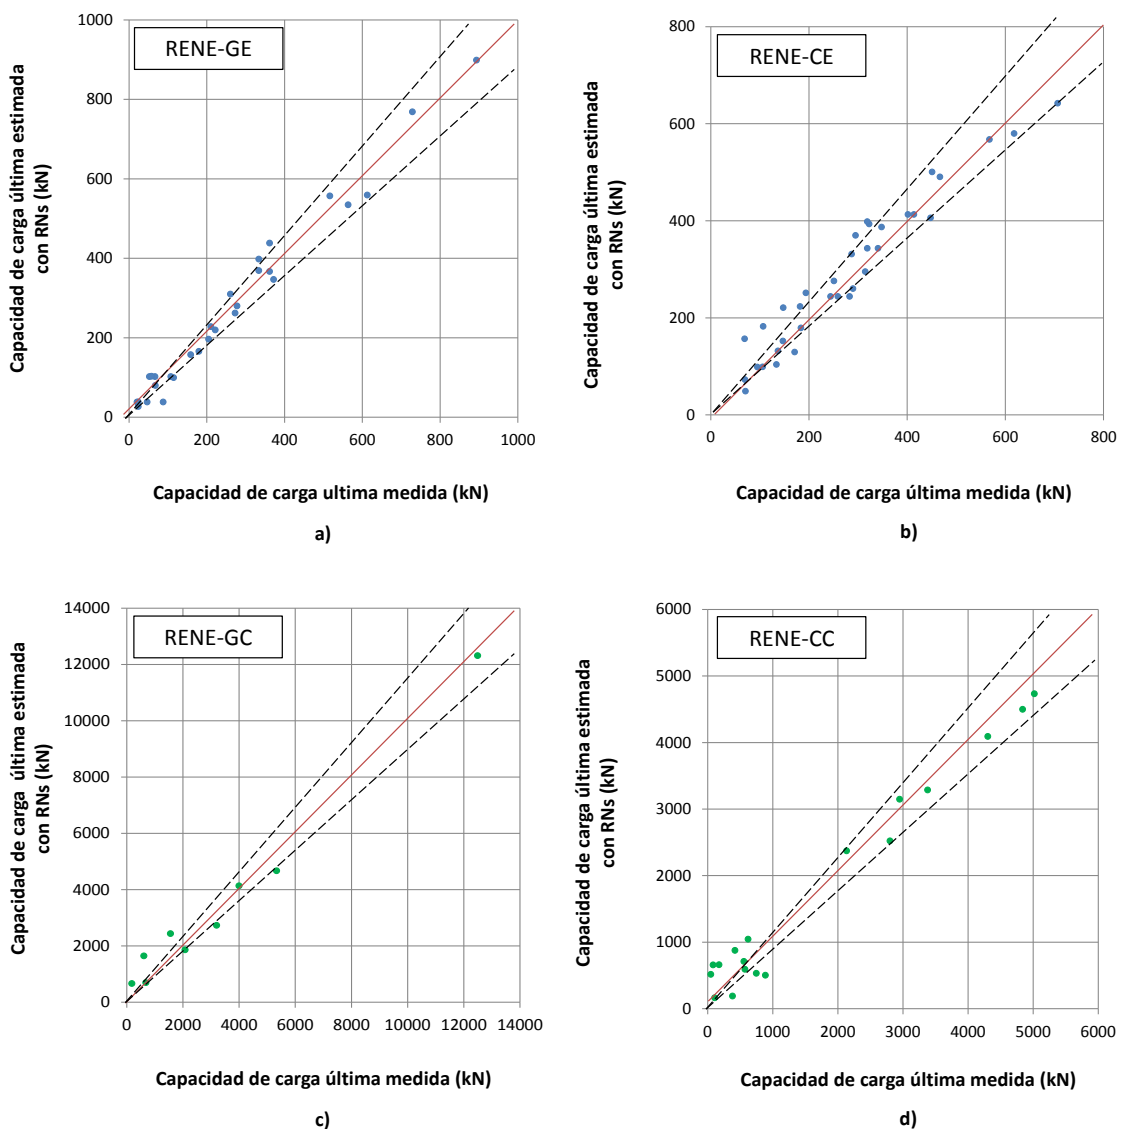 RENE-GE
1000
800
600
400
200
0
0 200 400 600 800 1000
Capacidad de carga última estimada
con RNs (kN)
Capacidad de carga ultima medida (kN)
a)
RENE-CE
800
600
400
200
0
0 200 400 600 800
Capacidad de carga última estimada
con RNs (kN)
Capacidad de carga última medida (kN)
b)
RENE-GC
14000
12000
10000
8000
6000
4000
2000
0
0 2000 4000 6000 8000 10000 12000 14000
Capacidad de carga última estimada
con RNs (kN)
Capacidad de carga última medida (kN)
c)
RENE-CC
6000
5000
4000
3000
2000
1000
0
0 1000 2000 3000 4000 5000 6000
Capacidad de carga última estimada
con RNs (kN)
Capacidad de carga última medida (kN)
d)